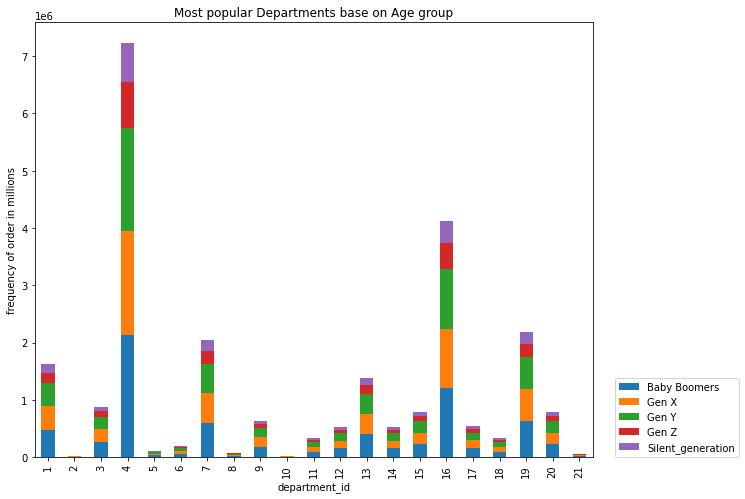 Most popular Departments base on Age group
1e6
7
6
5
4
3
2
1
0
frequency of order in millions
1 2 3 4 5 6 7 8 9 10 11 12 13 14 15 16 17 18 19 20 21
department_id
Baby Boomers
Gen X
Gen Y
Gen Z
Silent_generation